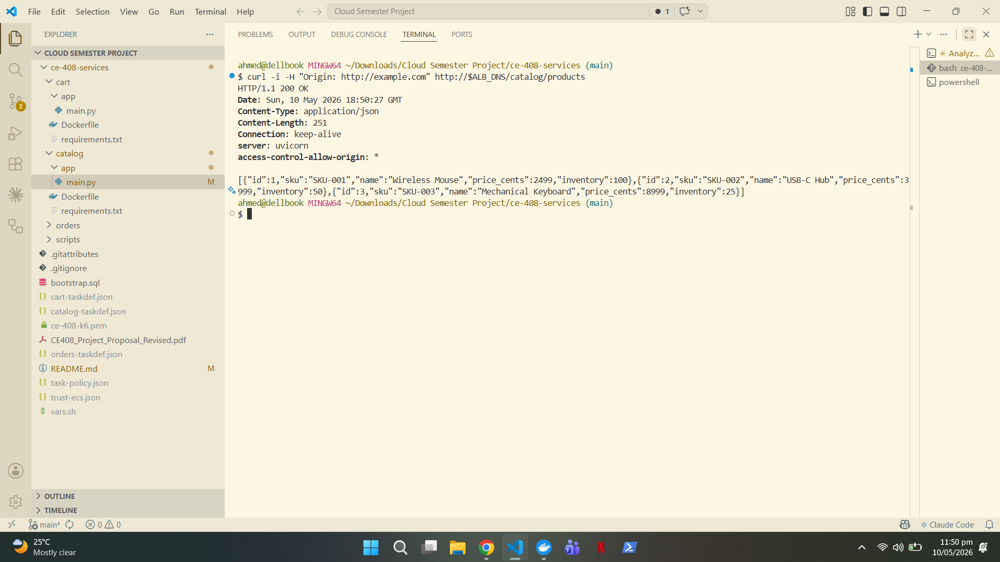 File Edit Selection View Go Run Terminal Help
Cloud Semester Project
1
EXPLORER
CLOUD SEMESTER PROJECT
ce-408-services
cart
app
main.py
Dockerfile
requirements.txt
catalog
app
main.py M
Dockerfile
requirements.txt
orders
scripts
.gitattributes
.gitignore
bootstrap.sql
cart-taskdef.json
catalog-taskdef.json
ce-408-k6.pem
CE408_Project_Proposal_Revised.pdf
orders-taskdef.json
README.md M
task-policy.json
trust-ecs.json
vars.sh
OUTLINE
TIMELINE
2
PROBLEMS OUTPUT DEBUG CONSOLE TERMINAL PORTS
ahmed@dellbook MINGW64 ~/Downloads/Cloud Semester Project/ce-408-services (main)
$ curl -i -H "Origin: http://example.com" http://$ALB_DNS/catalog/products
HTTP/1.1 200 OK
Date: Sun, 10 May 2026 18:50:27 GMT
Content-Type: application/json
Content-Length: 251
Connection: keep-alive
server: uvicorn
access-control-allow-origin: *
[{"id":1,"sku":"SKU-001","name":"Wireless Mouse","price_cents":2499,"inventory":100},{"id":2,"sku":"SKU-002","name":"USB-C Hub","price_cents":3
999,"inventory":50},{"id":3,"sku":"SKU-003","name":"Mechanical Keyboard","price_cents":8999,"inventory":25}]
ahmed@dellbook MINGW64 ~/Downloads/Cloud Semester Project/ce-408-services (main)
$
Analyz...
bash ce-408-...
powershell
main* 0 0
Claude Code
25°C
Mostly clear
11:50 pm
10/05/2026